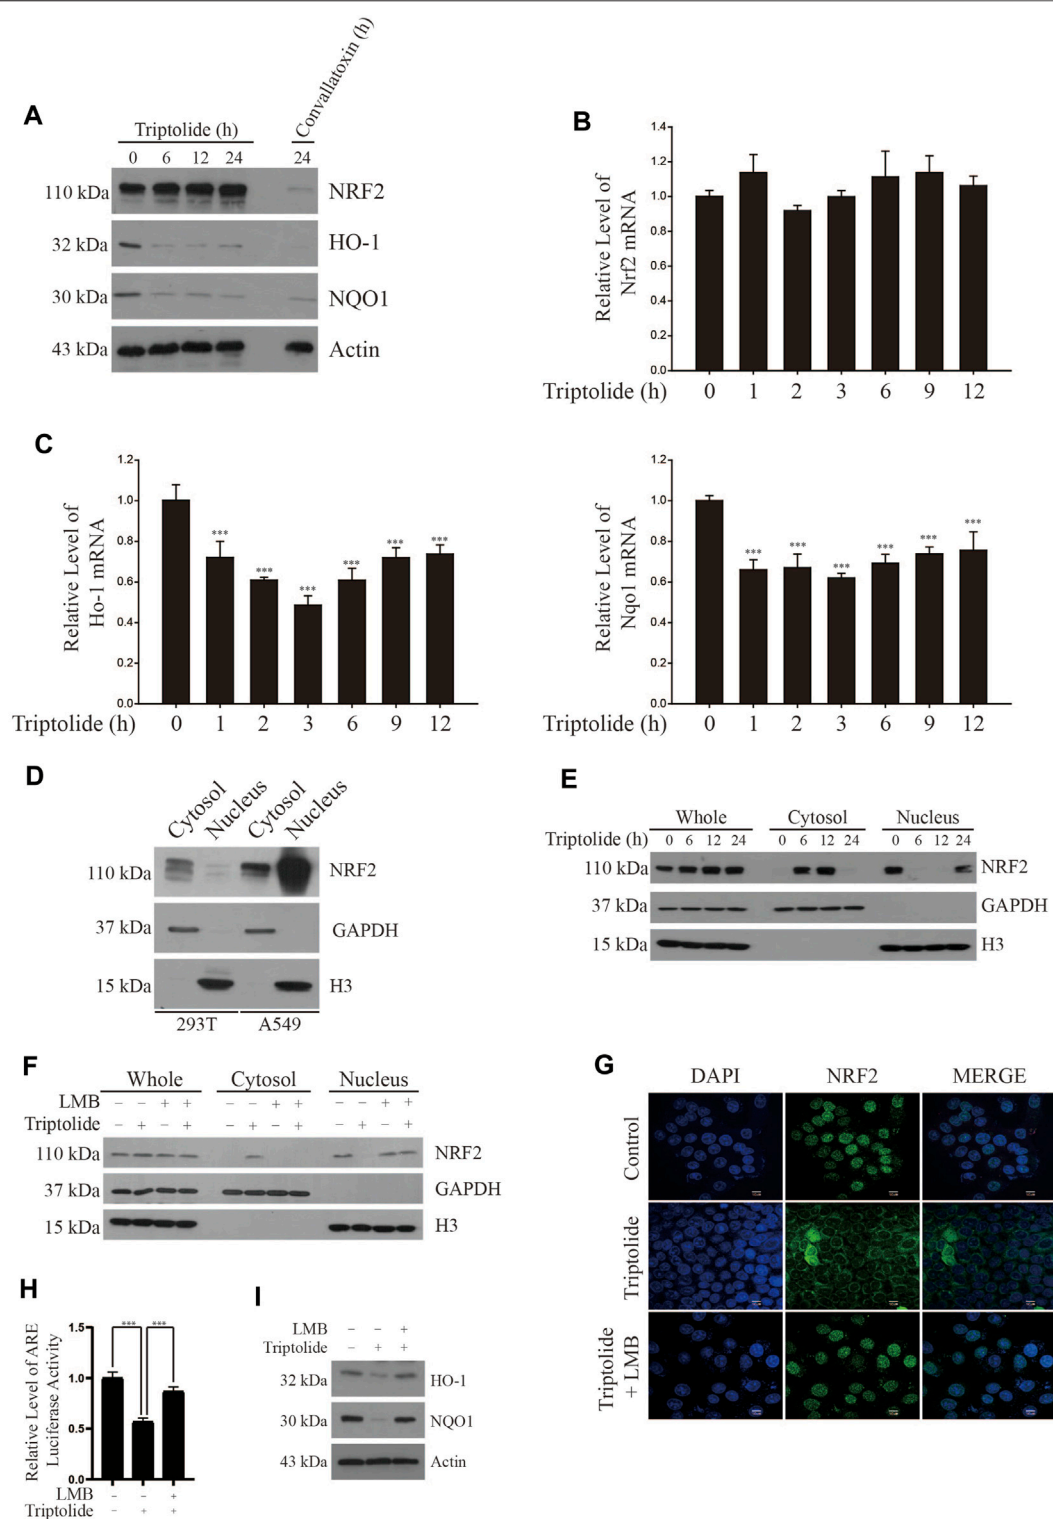 A
Triptolide (h)
Convallatoxin (h)
0 6 12 24 24
110 kDa NRF2
32 kDa HO-1
30 kDa NQO1
43 kDa Actin
B
Relative Level of
Nrf2 mRNA
1.4
1.2
1.0
0.8
0.6
0.4
0.2
0.0
Triptolide (h) 0 1 2 3 6 9 12
C
Relative Level of
Ho-1 mRNA
1.2
1.0
0.8
0.6
0.4
0.2
0.0
*** *** *** *** *** ***
Triptolide (h) 0 1 2 3 6 9 12
Relative Level of
Nqo1 mRNA
1.2
1.0
0.8
0.6
0.4
0.2
0.0
*** *** *** *** *** ***
Triptolide (h) 0 1 2 3 6 9 12
D
Cytosol Nucleus Cytosol Nucleus
110 kDa NRF2
37 kDa GAPDH
15 kDa H3
293T A549
E
Whole Cytosol Nucleus
Triptolide (h) 0 6 12 24 0 6 12 24 0 6 12 24
110 kDa NRF2
37 kDa GAPDH
15 kDa H3
F
Whole Cytosol Nucleus
LMB – – + + – – + + – – + +
Triptolide – + – + – + – + – + – +
110 kDa NRF2
37 kDa GAPDH
15 kDa H3
G
DAPI NRF2 MERGE
Control
Triptolide
Triptolide
+ LMB
H
Relative Level of ARE
Luciferase Activity
1.5
1.0
0.5
0.0
*** ***
LMB – – +
Triptolide – + +
I
LMB – – +
Triptolide – + +
32 kDa HO-1
30 kDa NQO1
43 kDa Actin